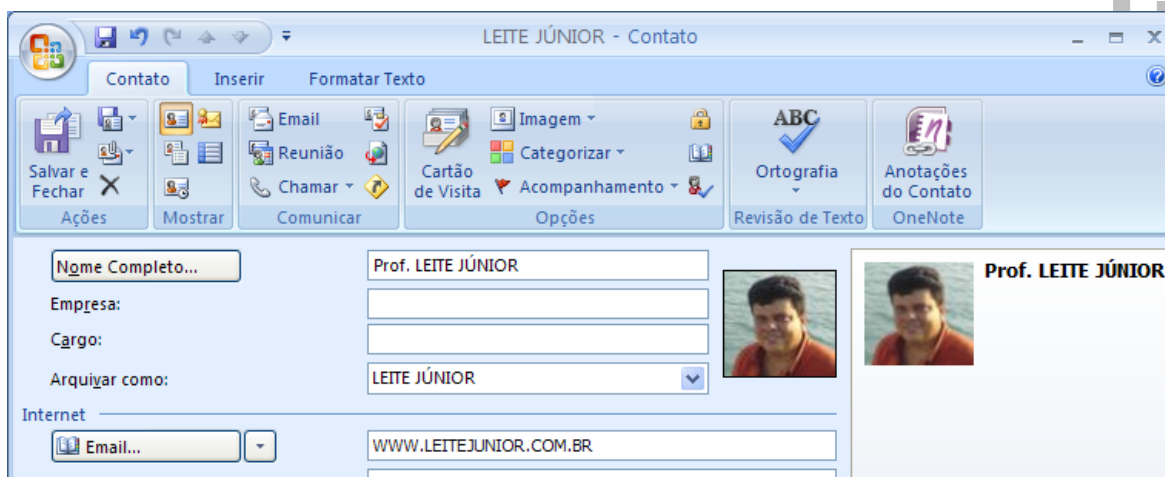 LEITE JÚNIOR - Contato
Contato Inserir Formatar Texto
Salvar e Fechar
Email
Reunião
Chamar
Cartão de Visita
Imagem
Categorizar
Acompanhamento
ABC
Ortografia
Anotações do Contato
Ações Mostrar Comunicar Opções Revisão de Texto OneNote
Nome Completo... Prof. LEITE JÚNIOR
Prof. LEITE JÚNIOR
Empresa:
Cargo:
Arquivar como: LEITE JÚNIOR
Internet
Email... WWW.LEITEJUNIOR.COM.BR